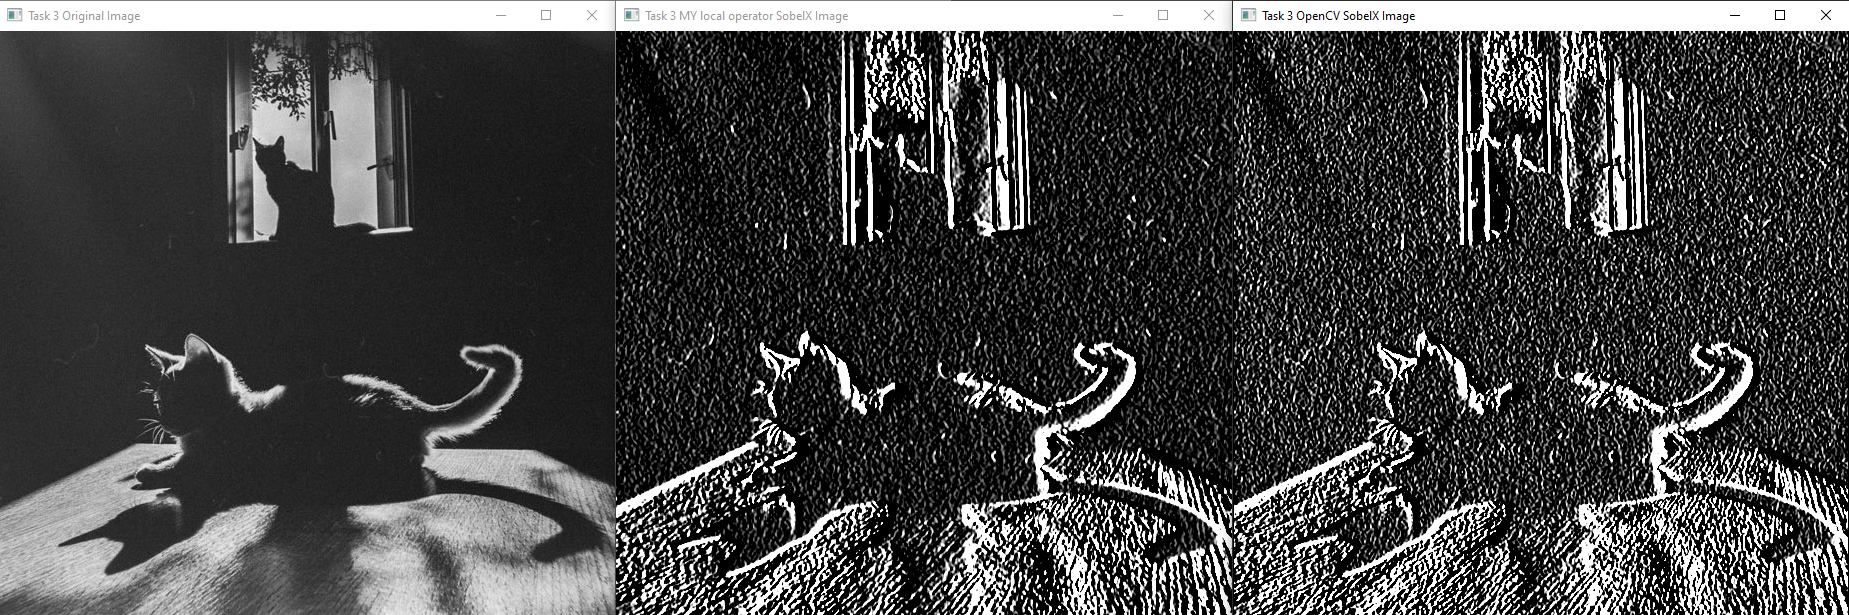 Task 3 Original Image
Task 3 MY local operator SobelX Image
Task 3 OpenCV SobelX Image